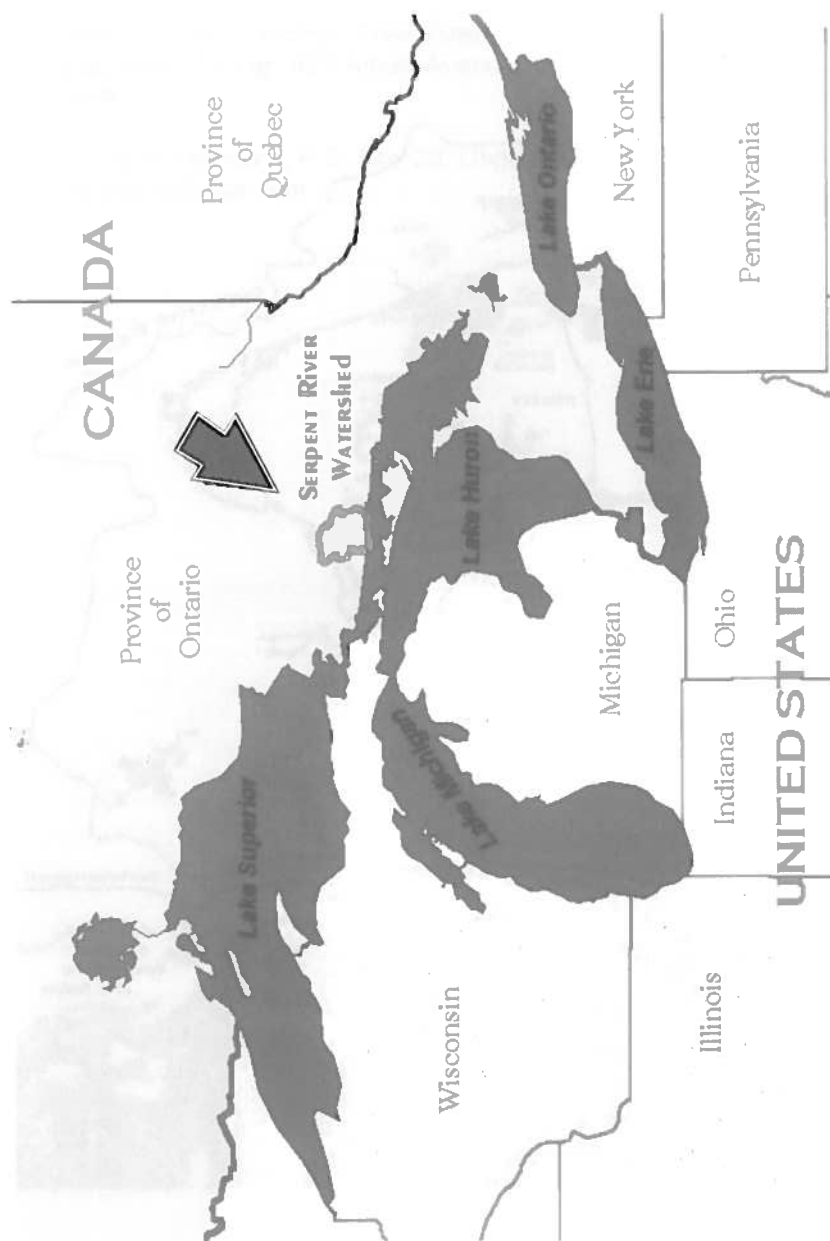 CANADA
Province
of
Quebec
Province
of
Ontario
SERPENT RIVER
WATERSHED
Lake Superior
Lake Huron
Lake Ontario
Lake Michigan
Lake Erie
New York
Pennsylvania
Wisconsin
Michigan
Illinois
Indiana
Ohio
UNITED STATES